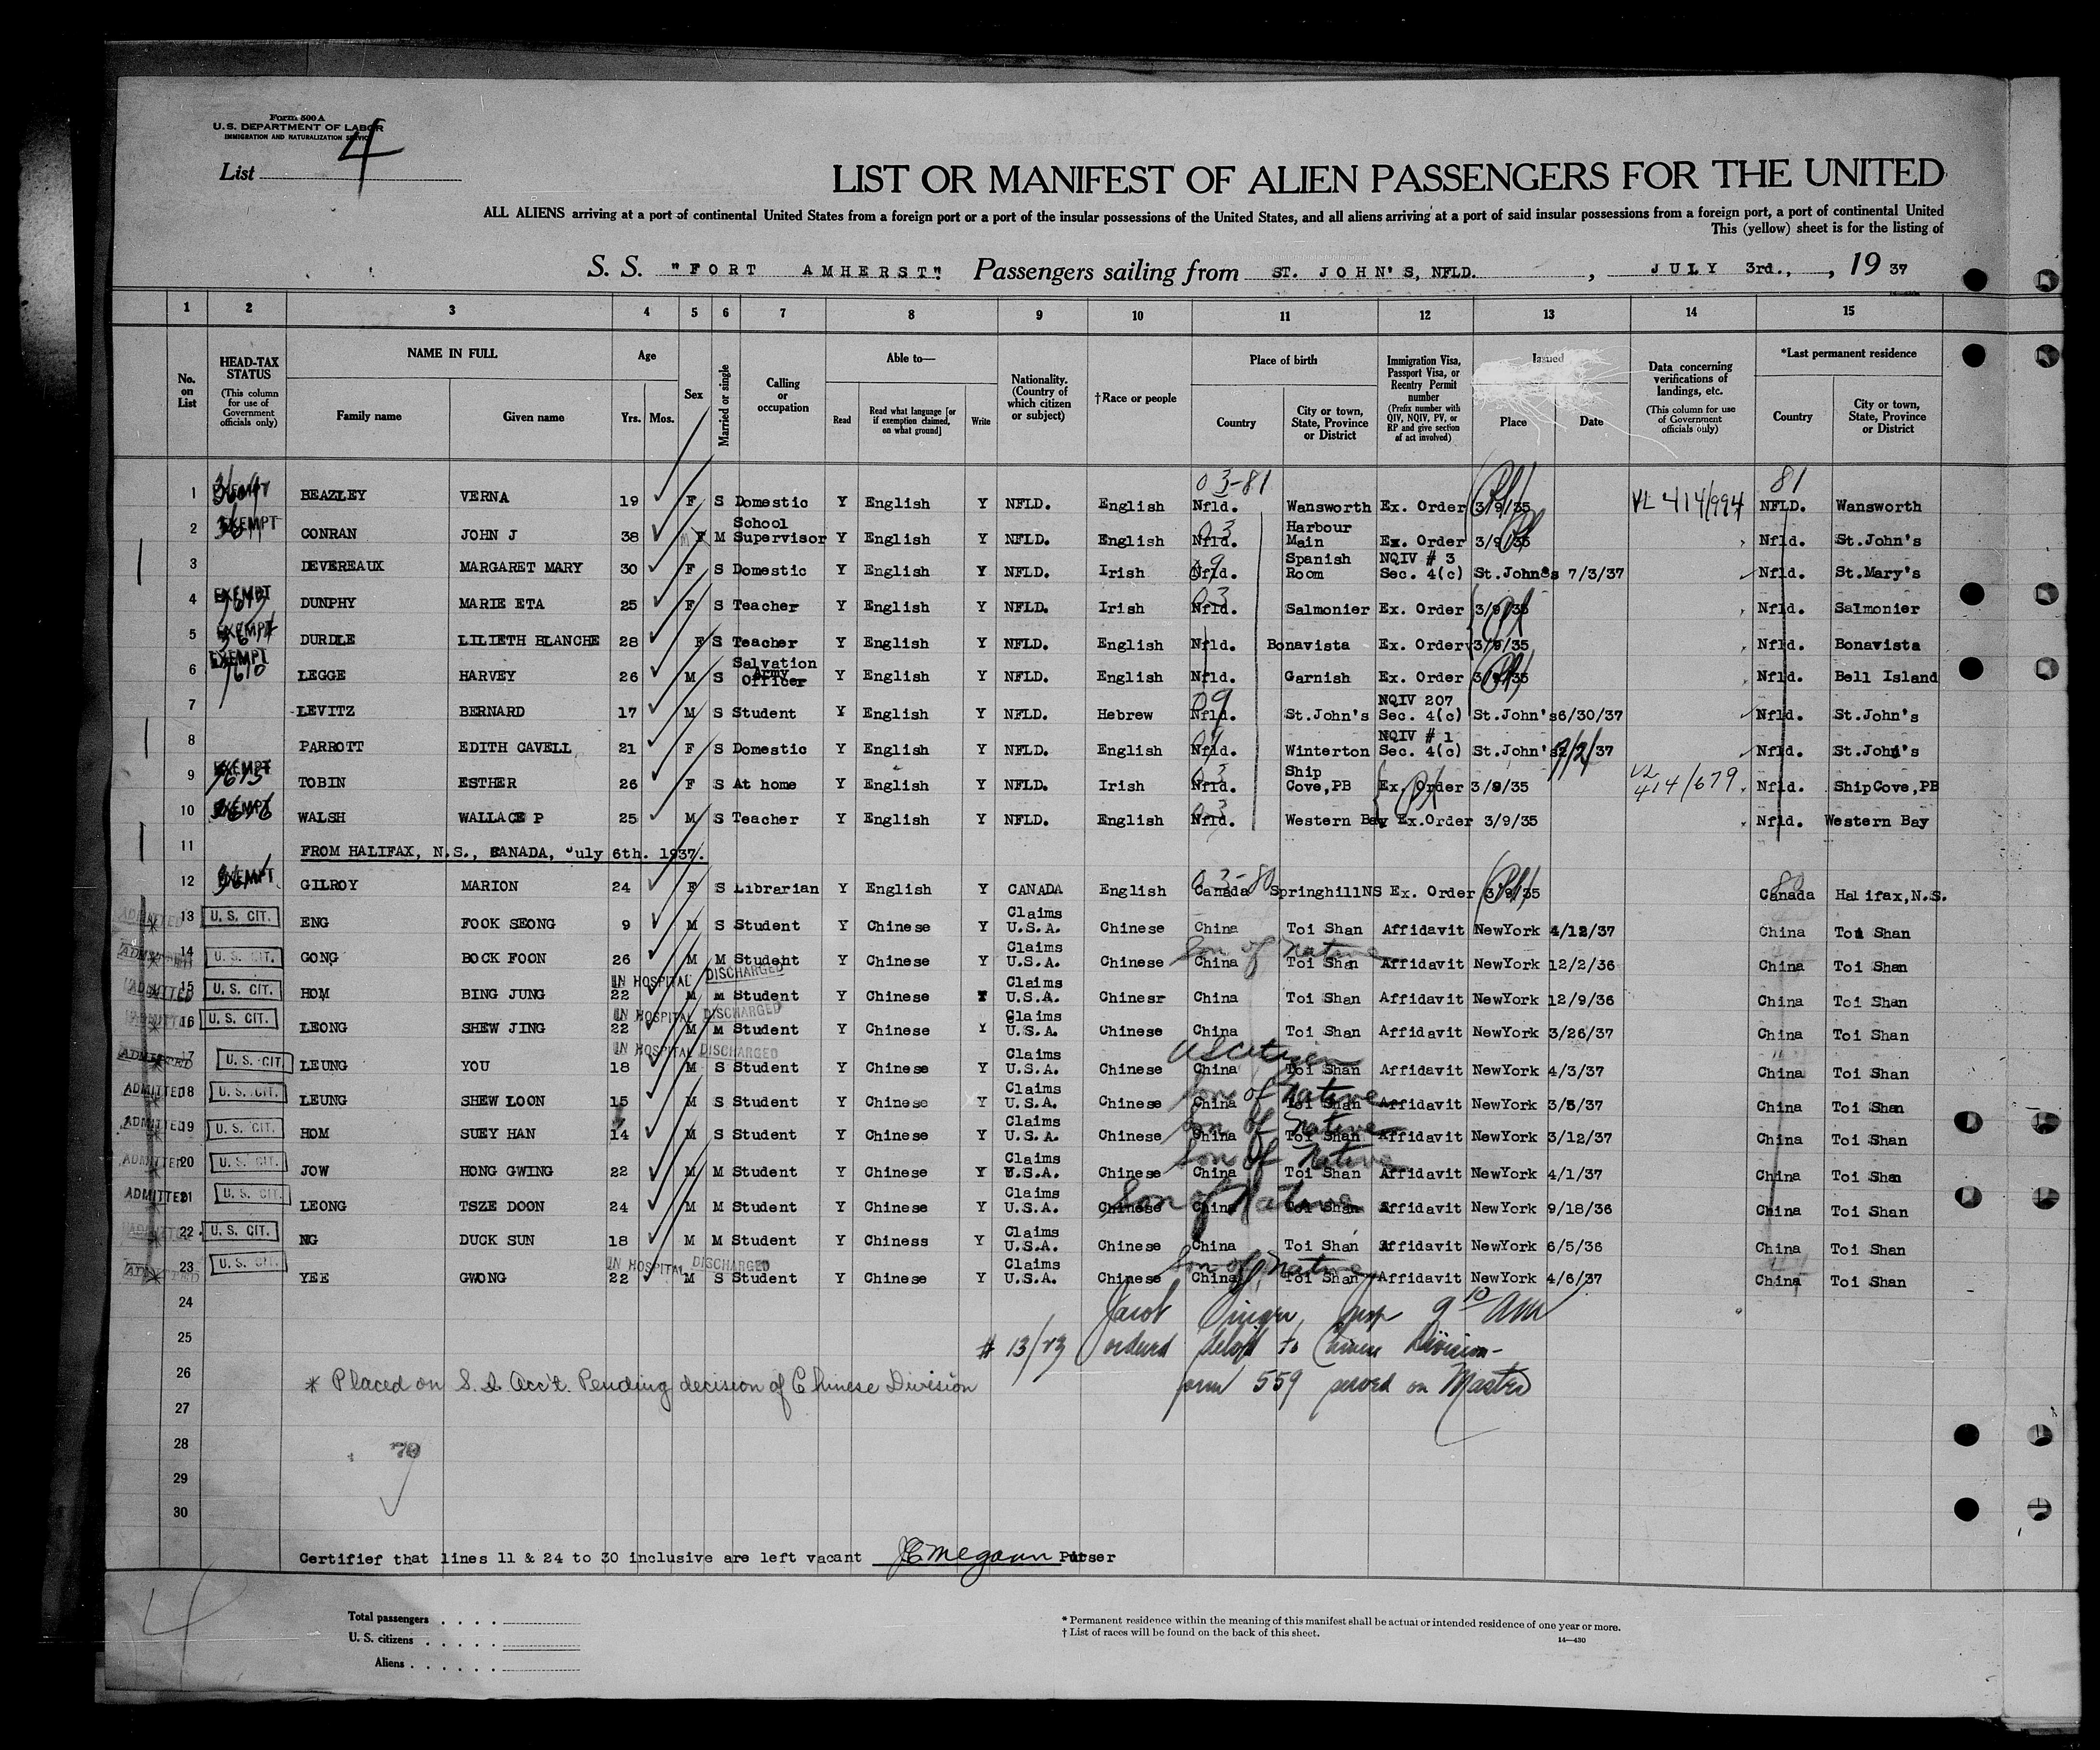 Form 500A
U.S. DEPARTMENT OF LABOR
IMMIGRATION AND NATURALIZATION SERVICE
List 4
LIST OR MANIFEST OF ALIEN PASSENGERS FOR THE UNITED
ALL ALIENS arriving at a port of continental United States from a foreign port or a port of the insular possessions of the United States, and all aliens arriving at a port of said insular possessions from a foreign port, a port of continental United
This (yellow) sheet is for the listing of
S. S. "FORT AMHERST". Passengers sailing from ST. JOHN'S, NFLD. , JULY 3rd., , 19 37
1 2 3 4 5 6 7 8 9 10 11 12 13 14 15
No. on List
HEAD-TAX STATUS (This column for use of Government officials only)
NAME IN FULL
Family name Given name
Age
Yrs. Mos.
Sex
Married or single
Calling or occupation
Able to—
Read Read what language [or if exemption claimed, on what ground] Write
Nationality. (Country of which citizen or subject)
†Race or people
Place of birth
Country City or town, State, Province or District
Immigration Visa, Passport Visa, or Reentry Permit number (Prefix number with QIV, NQIV, PV, or RP and give section of act involved)
Issued
Place Date
Data concerning verifications of landings, etc. (This column for use of Government officials only)
*Last permanent residence
Country City or town, State, Province or District
03-81 81
1 EXEMPT BEAZLEY VERNA 19 F S Domestic Y English Y NFLD. English Nfld. Wansworth Ex. Order 3/9/35 VL 414/994 NFLD. Wansworth
2 EXEMPT CONRAN JOHN J 38 M School Supervisor Y English Y NFLD. English Nfld. Harbour Main Ex. Order 3/9/35 Nfld. St.John's
3 DEVEREAUX MARGARET MARY 30 F S Domestic Y English Y NFLD. Irish Nfld. Spanish Room NQIV # 3 Sec. 4(c) St.John's 7/3/37 Nfld. St.Mary's
4 EXEMPT DUNPHY MARIE ETA 25 F S Teacher Y English Y NFLD. Irish Nfld. Salmonier Ex. Order 3/9/35 Nfld. Salmonier
5 EXEMPT DURDLE LILIETH BLANCHE 28 F S Teacher Y English Y NFLD. English Nfld. Bonavista Ex. Order 3/9/35 Nfld. Bonavista
6 EXEMPT LEGGE HARVEY 26 M S Salvation Army Officer Y English Y NFLD. English Nfld. Garnish Ex. Order 3/9/35 Nfld. Bell Island
7 LEVITZ BERNARD 17 M S Student Y English Y NFLD. Hebrew Nfld. St.John's NQIV 207 Sec. 4(c) St.John's 6/30/37 Nfld. St.John's
8 PARROTT EDITH CAVELL 21 F S Domestic Y English Y NFLD. English Nfld. Winterton NQIV # 1 Sec. 4(c) St.John's 7/2/37 Nfld. St.John's
9 EXEMPT TOBIN ESTHER 26 F S At home Y English Y NFLD. Irish Nfld. Ship Cove,PB Ex. Order 3/9/35 VL 414/679 Nfld. ShipCove,PB
10 EXEMPT WALSH WALLACE P 25 M S Teacher Y English Y NFLD. English Nfld. Western Bay Ex.Order 3/9/35 Nfld. Western Bay
11 FROM HALIFAX, N.S., CANADA, July 6th. 1937.
12 EXEMPT GILROY MARION 24 F S Librarian Y English Y CANADA English Canada SpringhillNS Ex. Order 3/9/35 Canada Halifax,N.S.
ADMITTED 13 U. S. CIT. ENG FOOK SEONG 9 M S Student Y Chinese Y Claims U.S.A. Chinese China Toi Shan Affidavit NewYork 4/12/37 China Toi Shan
ADMITTED 14 U. S. CIT. GONG BOCK FOON 26 M M Student Y Chinese Y Claims U.S.A. Chinese China Toi Shan Son of Native Affidavit NewYork 12/2/36 China Toi Shan
IN HOSPITAL DISCHARGED
ADMITTED 15 U. S. CIT. HOM BING JUNG 22 M M Student Y Chinese Y Claims U.S.A. Chinesr China Toi Shan Affidavit NewYork 12/9/36 China Toi Shan
IN HOSPITAL DISCHARGED
ADMITTED 16 U. S. CIT. LEONG SHEW JING 22 M M Student Y Chinese Y Claims U.S.A. Chinese China Toi Shan Affidavit NewYork 3/26/37 China Toi Shan
IN HOSPITAL DISCHARGED
ADMITTED 17 U. S. CIT. LEUNG YOU 18 M S Student Y Chinese Y Claims U.S.A. Chinese US Citizen China Toi Shan Affidavit NewYork 4/3/37 China Toi Shan
ADMITTED 18 U. S. CIT. LEUNG SHEW LOON 15 M S Student Y Chinese Y Claims U.S.A. Chinese Son of Native China Toi Shan Affidavit NewYork 3/5/37 China Toi Shan
ADMITTED 19 U. S. CIT. HOM SUEY HAN 14 M S Student Y Chinese Y Claims U.S.A. Chinese Son of Native China Toi Shan Affidavit NewYork 3/12/37 China Toi Shan
ADMITTED 20 U. S. CIT. JOW HONG GWING 22 M M Student Y Chinese Y Claims U.S.A. Chinese Son of Native China Toi Shan Affidavit NewYork 4/1/37 China Toi Shan
ADMITTED 21 U. S. CIT. LEONG TSZE DOON 24 M M Student Y Chinese Y Claims U.S.A. Chinese Son of Native China Toi Shan Affidavit NewYork 9/18/36 China Toi Shan
ADMITTED 22 U. S. CIT. NG DUCK SUN 18 M M Student Y Chiness Y Claims U.S.A. Chinese China Toi Shan Affidavit NewYork 6/5/36 China Toi Shan
IN HOSPITAL DISCHARGED
ADMITTED 23 U. S. CIT. YEE GWONG 22 M S Student Y Chinese Y Claims U.S.A. Chinese Son of Native China Toi Shan Affidavit NewYork 4/6/37 China Toi Shan
24 Jacob Insp 9 10 AM
25 # 13/23 ordered to Chinese Division-
26 * Placed on S. I. Acc't. Pending decision of Chinese Division form 559 served on Master
27
28 70
29
30
Certifier that lines 11 & 24 to 30 inclusive are left vacant Purser
Total passengers . . . .
U. S. citizens . . . . .
Aliens . . . . . .
* Permanent residence within the meaning of this manifest shall be actual or intended residence of one year or more.
† List of races will be found on the back of this sheet.
14—430
4